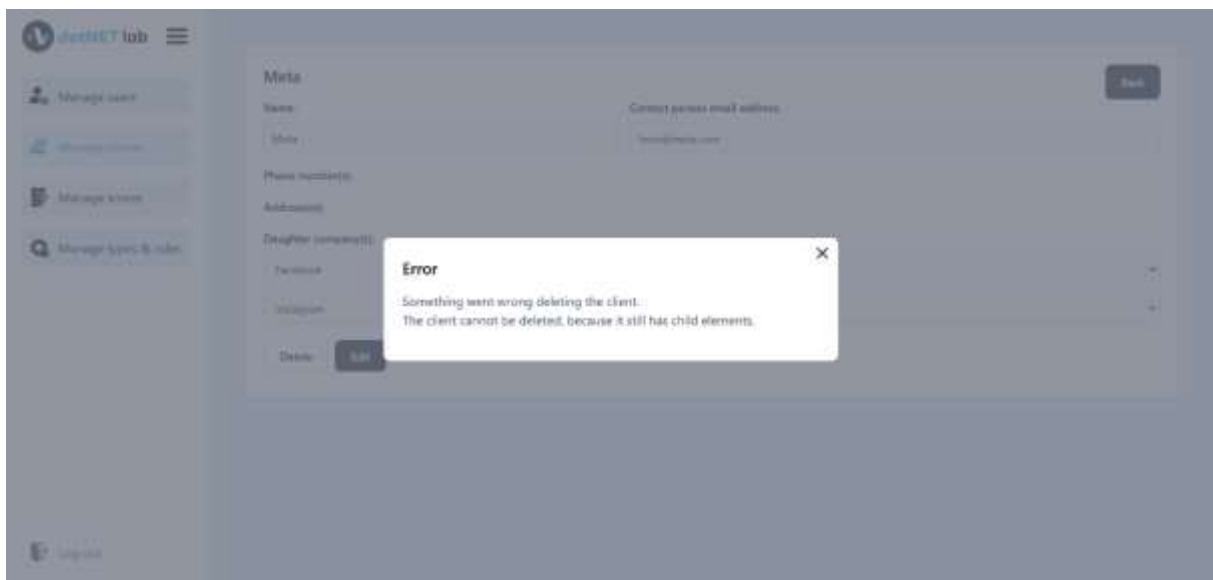 dotNET lab
Manage users
Manage clients
Manage types & rules
Log out
Meta
Back
Name
Contact person email address
Meta
Phone number(s)
Address(es)
Daughter company(s)
Facebook
Instagram
Delete
Edit
Error
Something went wrong deleting the client.
The client cannot be deleted, because it still has child elements.